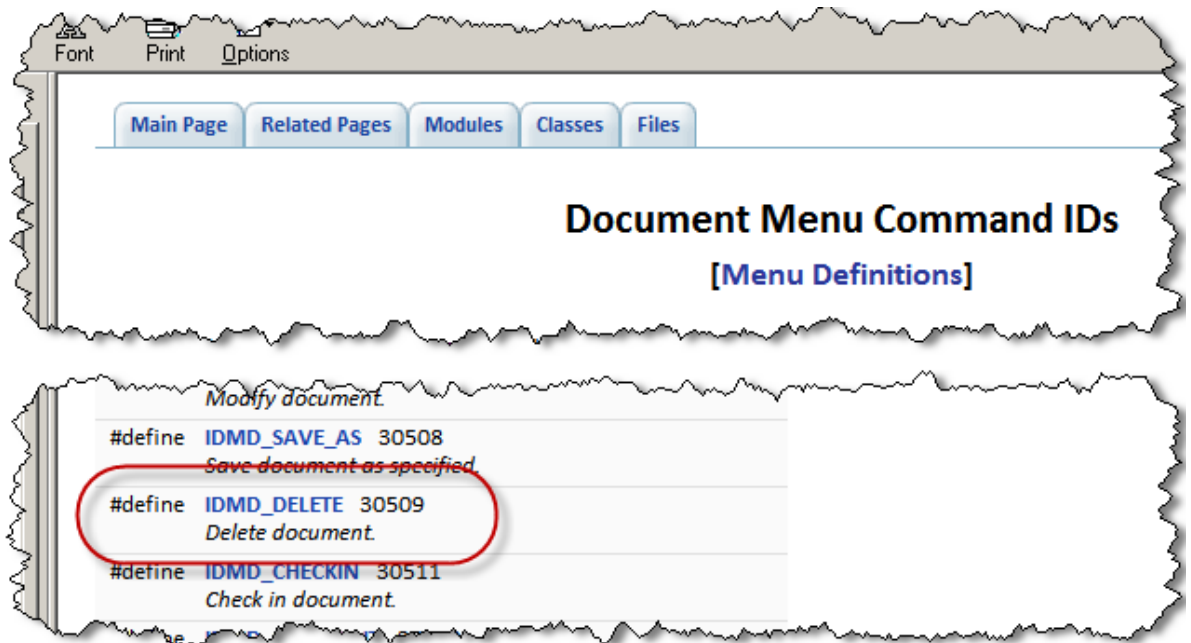 Font Print Options
Main Page Related Pages Modules Classes Files
Document Menu Command IDs
[Menu Definitions]
Modify document.
#define IDMD_SAVE_AS 30508
Save document as specified.
#define IDMD_DELETE 30509
Delete document.
#define IDMD_CHECKIN 30511
Check in document.